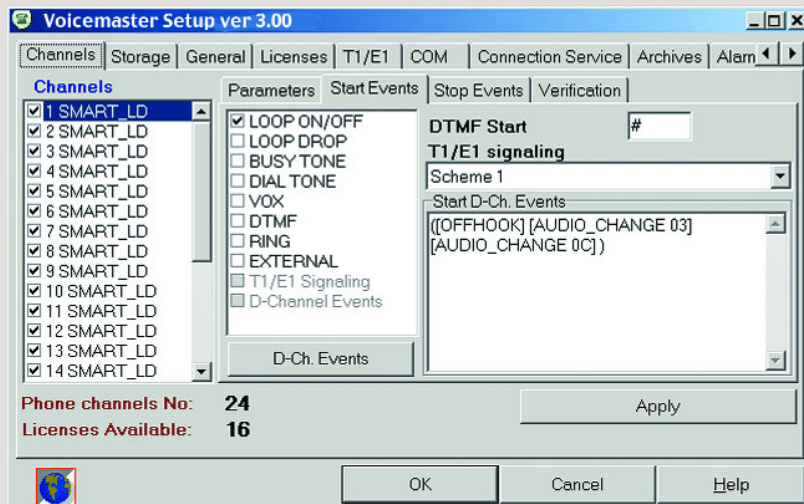 Voicemaster Setup ver 3.00
Channels Storage General Licenses T1/E1 COM Connection Service Archives Alarn
Channels
1 SMART_LD
2 SMART_LD
3 SMART_LD
4 SMART_LD
5 SMART_LD
6 SMART_LD
7 SMART_LD
8 SMART_LD
9 SMART_LD
10 SMART_LD
11 SMART_LD
12 SMART_LD
13 SMART_LD
14 SMART_LD
Parameters Start Events Stop Events Verification
LOOP ON/OFF
LOOP DROP
BUSY TONE
DIAL TONE
VOX
DTMF
RING
EXTERNAL
T1/E1 Signaling
D-Channel Events
D-Ch. Events
DTMF Start #
T1/E1 signaling
Scheme 1
Start D-Ch. Events
([OFFHOOK] [AUDIO_CHANGE 03]
[AUDIO_CHANGE 0C] )
Phone channels No: 24
Licenses Available: 16
Apply
OK Cancel Help